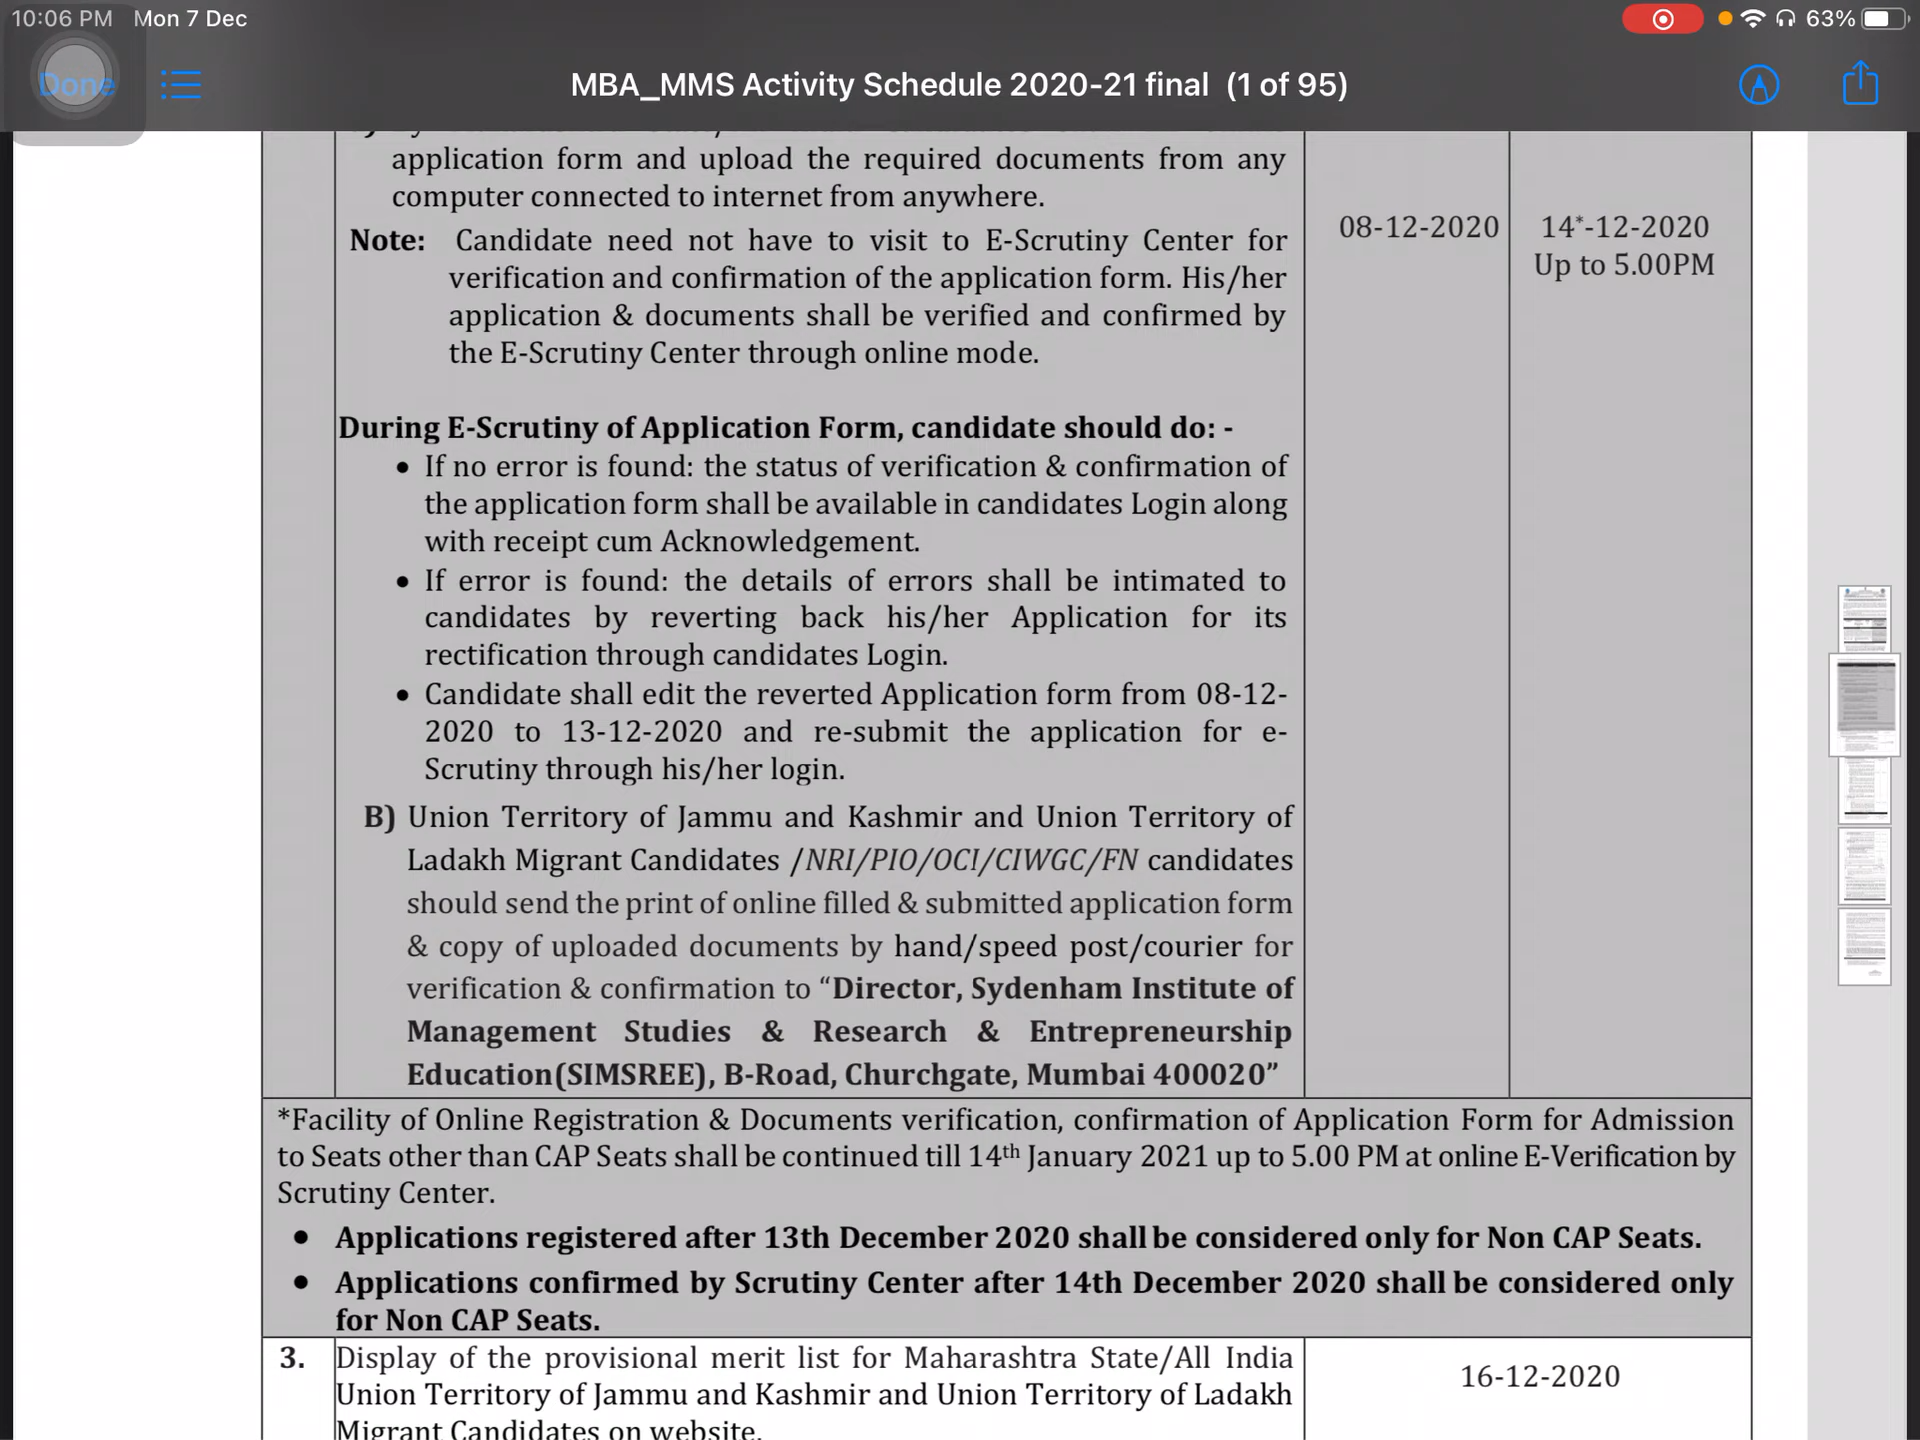 10:06 PM Mon 7 Dec
63%
Done
MBA_MMS Activity Schedule 2020-21 final (1 of 95)
application form and upload the required documents from any
computer connected to internet from anywhere.
08-12-2020
14*-12-2020
Up to 5.00PM
Note: Candidate need not have to visit to E-Scrutiny Center for
verification and confirmation of the application form. His/her
application & documents shall be verified and confirmed by
the E-Scrutiny Center through online mode.
During E-Scrutiny of Application Form, candidate should do: -
• If no error is found: the status of verification & confirmation of
the application form shall be available in candidates Login along
with receipt cum Acknowledgement.
• If error is found: the details of errors shall be intimated to
candidates by reverting back his/her Application for its
rectification through candidates Login.
• Candidate shall edit the reverted Application form from 08-12-
2020 to 13-12-2020 and re-submit the application for e-
Scrutiny through his/her login.
B) Union Territory of Jammu and Kashmir and Union Territory of
Ladakh Migrant Candidates /NRI/PIO/OCI/CIWGC/FN candidates
should send the print of online filled & submitted application form
& copy of uploaded documents by hand/speed post/courier for
verification & confirmation to “Director, Sydenham Institute of
Management Studies & Research & Entrepreneurship
Education(SIMSREE), B-Road, Churchgate, Mumbai 400020”
*Facility of Online Registration & Documents verification, confirmation of Application Form for Admission
to Seats other than CAP Seats shall be continued till 14th January 2021 up to 5.00 PM at online E-Verification by
Scrutiny Center.
• Applications registered after 13th December 2020 shall be considered only for Non CAP Seats.
• Applications confirmed by Scrutiny Center after 14th December 2020 shall be considered only
for Non CAP Seats.
3. Display of the provisional merit list for Maharashtra State/All India
Union Territory of Jammu and Kashmir and Union Territory of Ladakh
Migrant Candidates on website.
16-12-2020